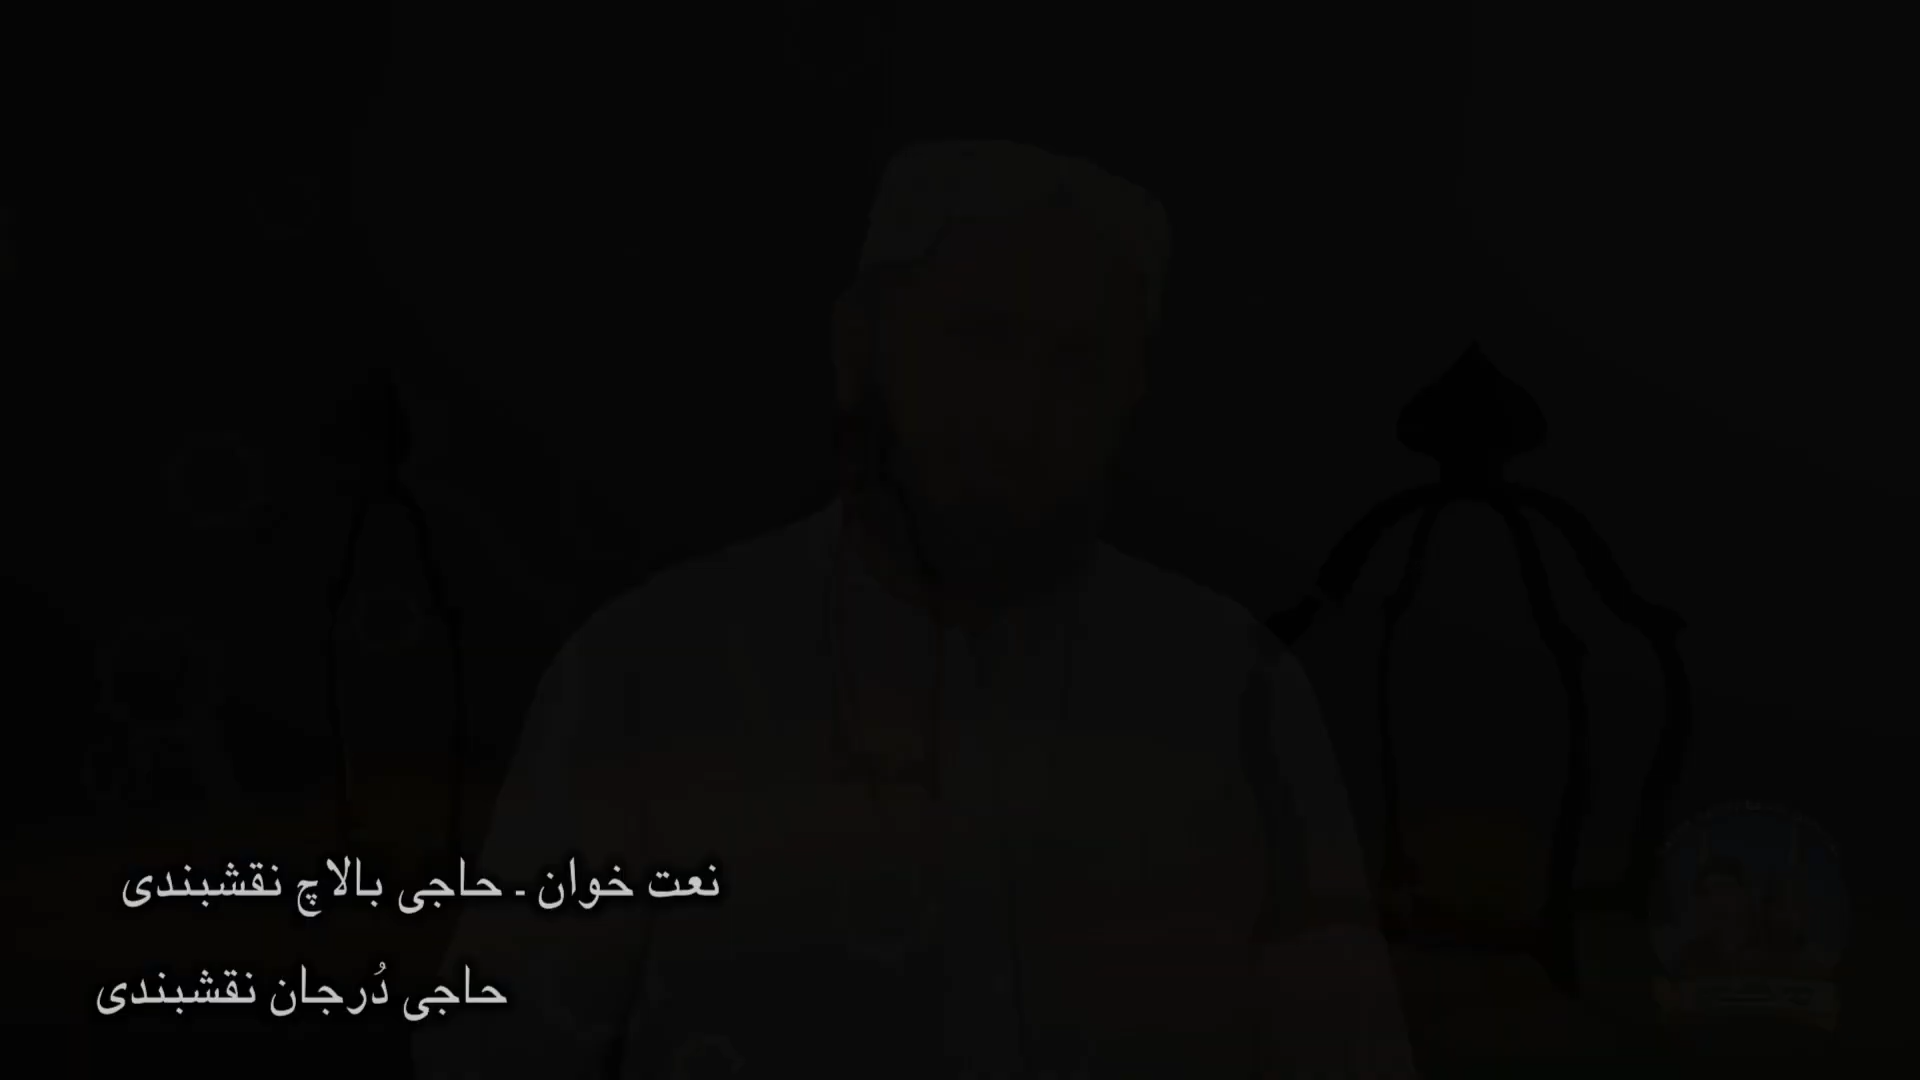 نعت خوان ـ حاجی بالاچ نقشبندی
حاجی دُرجان نقشبندی